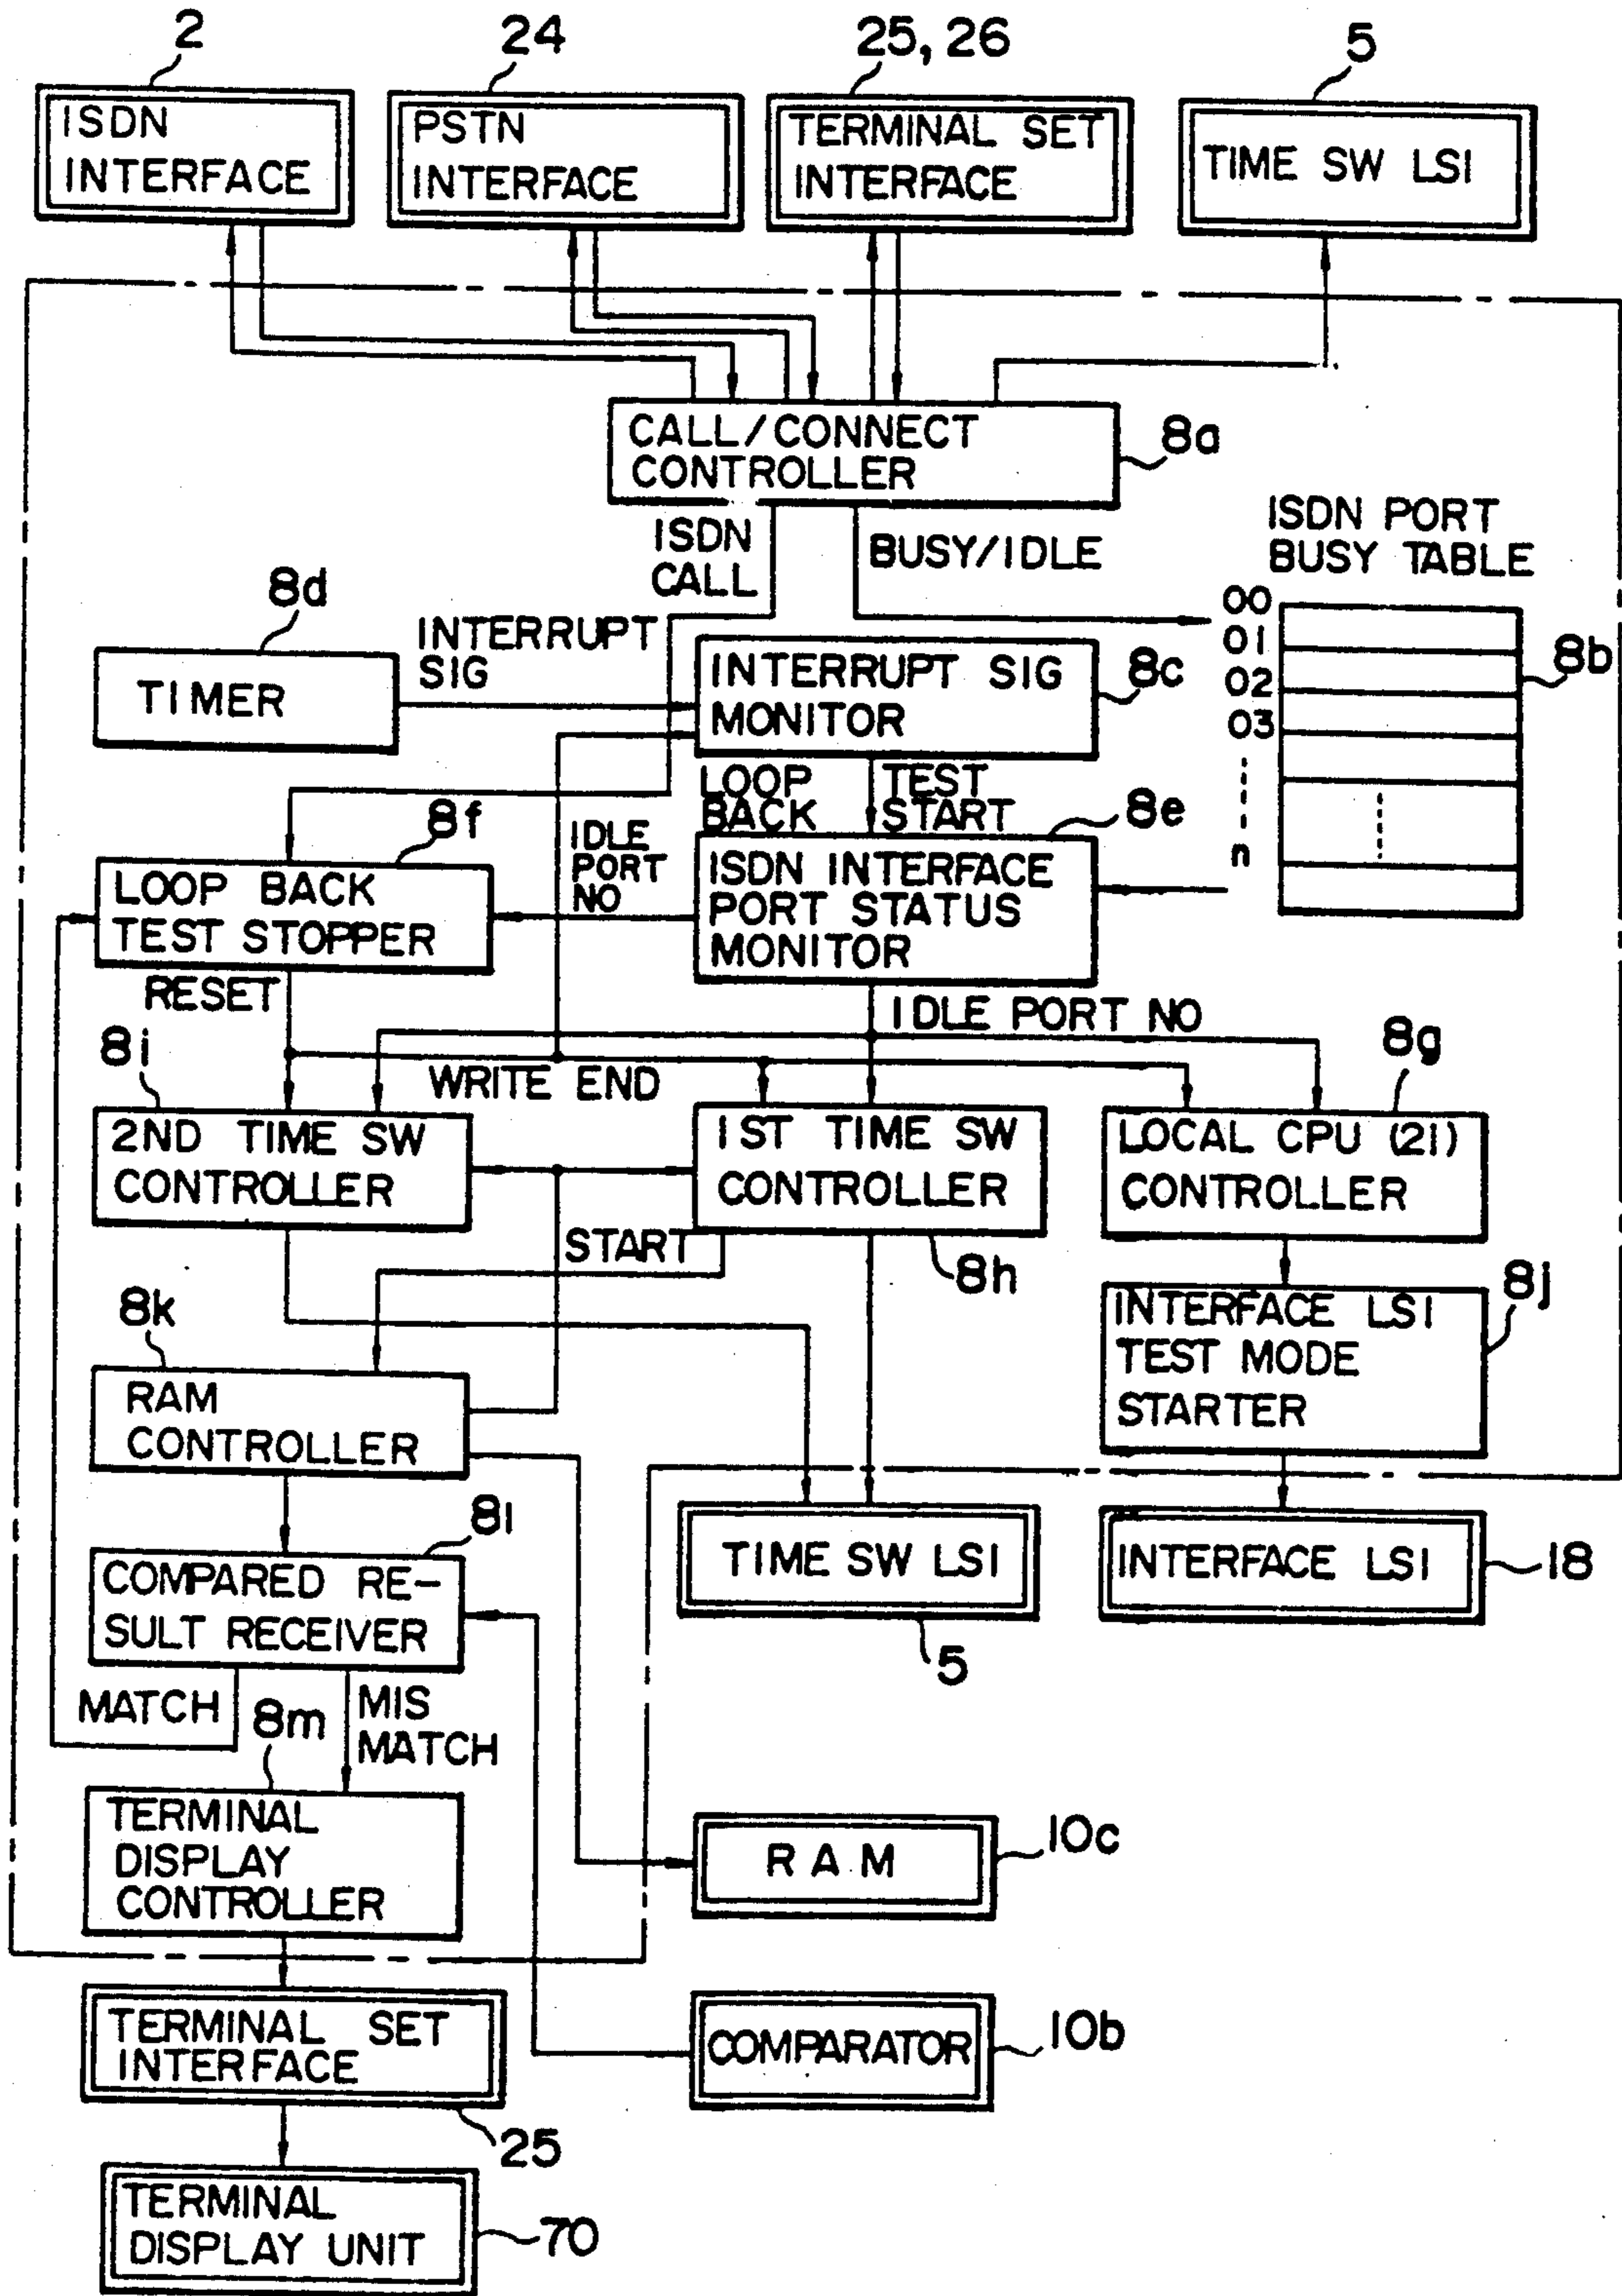 2
24
25, 26
5
ISDN
INTERFACE
PSTN
INTERFACE
TERMINAL SET
INTERFACE
TIME SW LSI
CALL/CONNECT
CONTROLLER
8a
ISDN
CALL
BUSY/IDLE
ISDN PORT
BUSY TABLE
00
01
02
03
n
8b
8d
TIMER
INTERRUPT
SIG
INTERRUPT SIG
MONITOR
8c
LOOP
BACK
TEST
START
8e
8f
IDLE
PORT
NO
LOOP BACK
TEST STOPPER
ISDN INTERFACE
PORT STATUS
MONITOR
RESET
IDLE PORT NO
8i
WRITE END
8g
2ND TIME SW
CONTROLLER
1ST TIME SW
CONTROLLER
LOCAL CPU (21)
CONTROLLER
START
8h
8k
8j
INTERFACE LSI
TEST MODE
STARTER
RAM
CONTROLLER
8l
COMPARED RE-
SULT RECEIVER
TIME SW LSI
5
INTERFACE LSI
18
MATCH
8m
MIS
MATCH
TERMINAL
DISPLAY
CONTROLLER
RAM
10c
TERMINAL SET
INTERFACE
25
COMPARATOR
10b
TERMINAL
DISPLAY UNIT
70